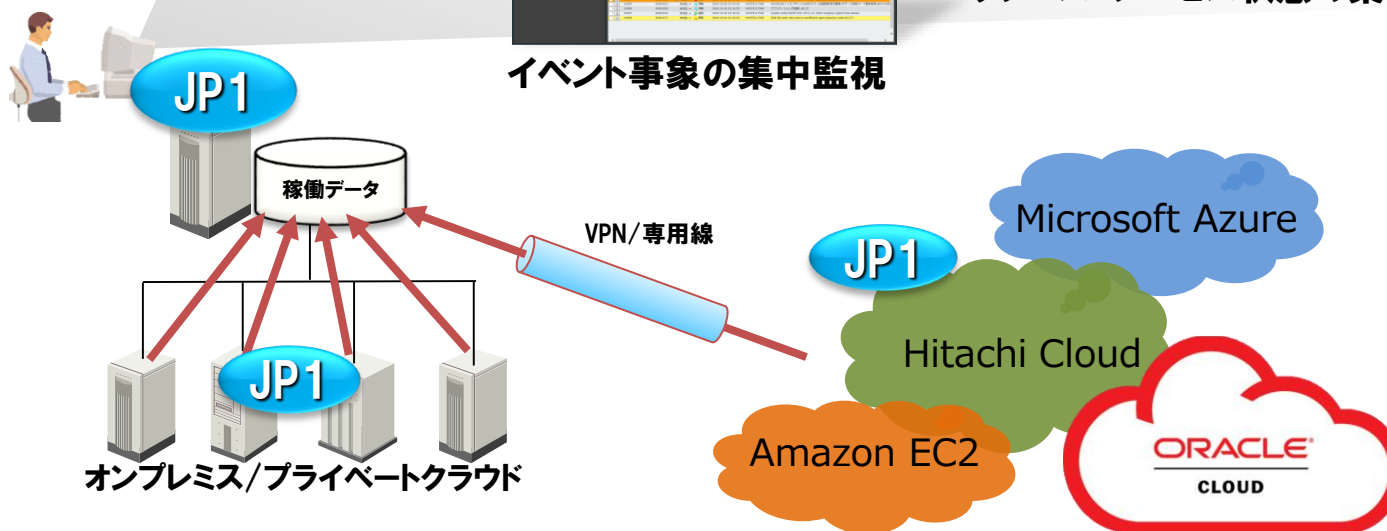 イベント事象の集中監視
JP1
稼働データ
VPN/専用線
Microsoft Azure
JP1
Hitachi Cloud
JP1
Amazon EC2
ORACLE
CLOUD
オンプレミス/プライベートクラウド